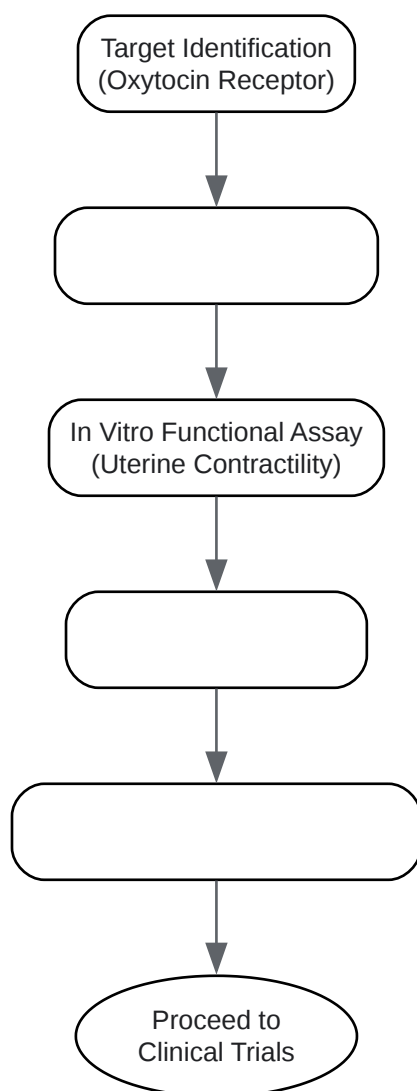 Target Identification
(Oxytocin Receptor)
In Vitro Functional Assay
(Uterine Contractility)
Proceed to
Clinical Trials